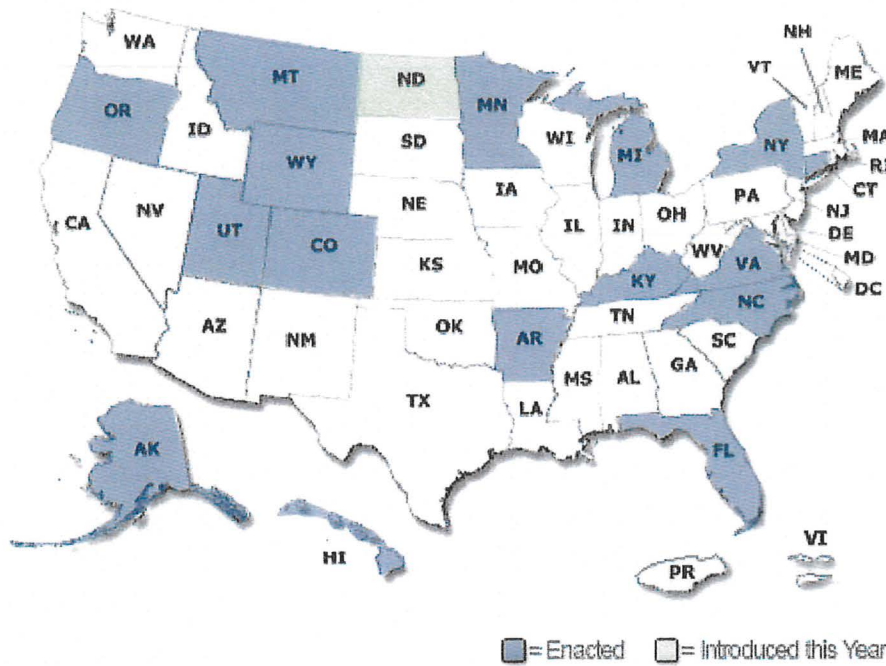 WA
NH
MT
ND
VT
ME
OR
MN
ID
SD
WI
MI
NY
MA
WY
RI
IA
CT
NE
PA
NJ
NV
IL
IN
OH
DE
CA
UT
CO
WV
MD
KS
MO
KY
VA
DC
NC
TN
AZ
NM
OK
AR
SC
MS
AL
GA
TX
LA
AK
FL
HI
VI
PR
= Enacted = Introduced this Year